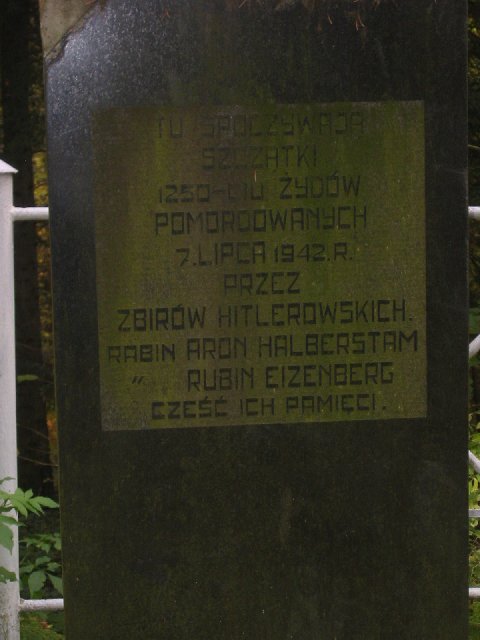 TU SPOCZYWAJĄ
SZCZĄTKI
1250-CIU ŻYDÓW
POMORDOWANYCH
7. LIPCA 1942. R.
PRZEZ
ZBIRÓW HITLEROWSKICH.
RABIN ARON HALBERSTAM
" RUBIN EIZENBERG
CZEŚĆ ICH PAMIĘCI.